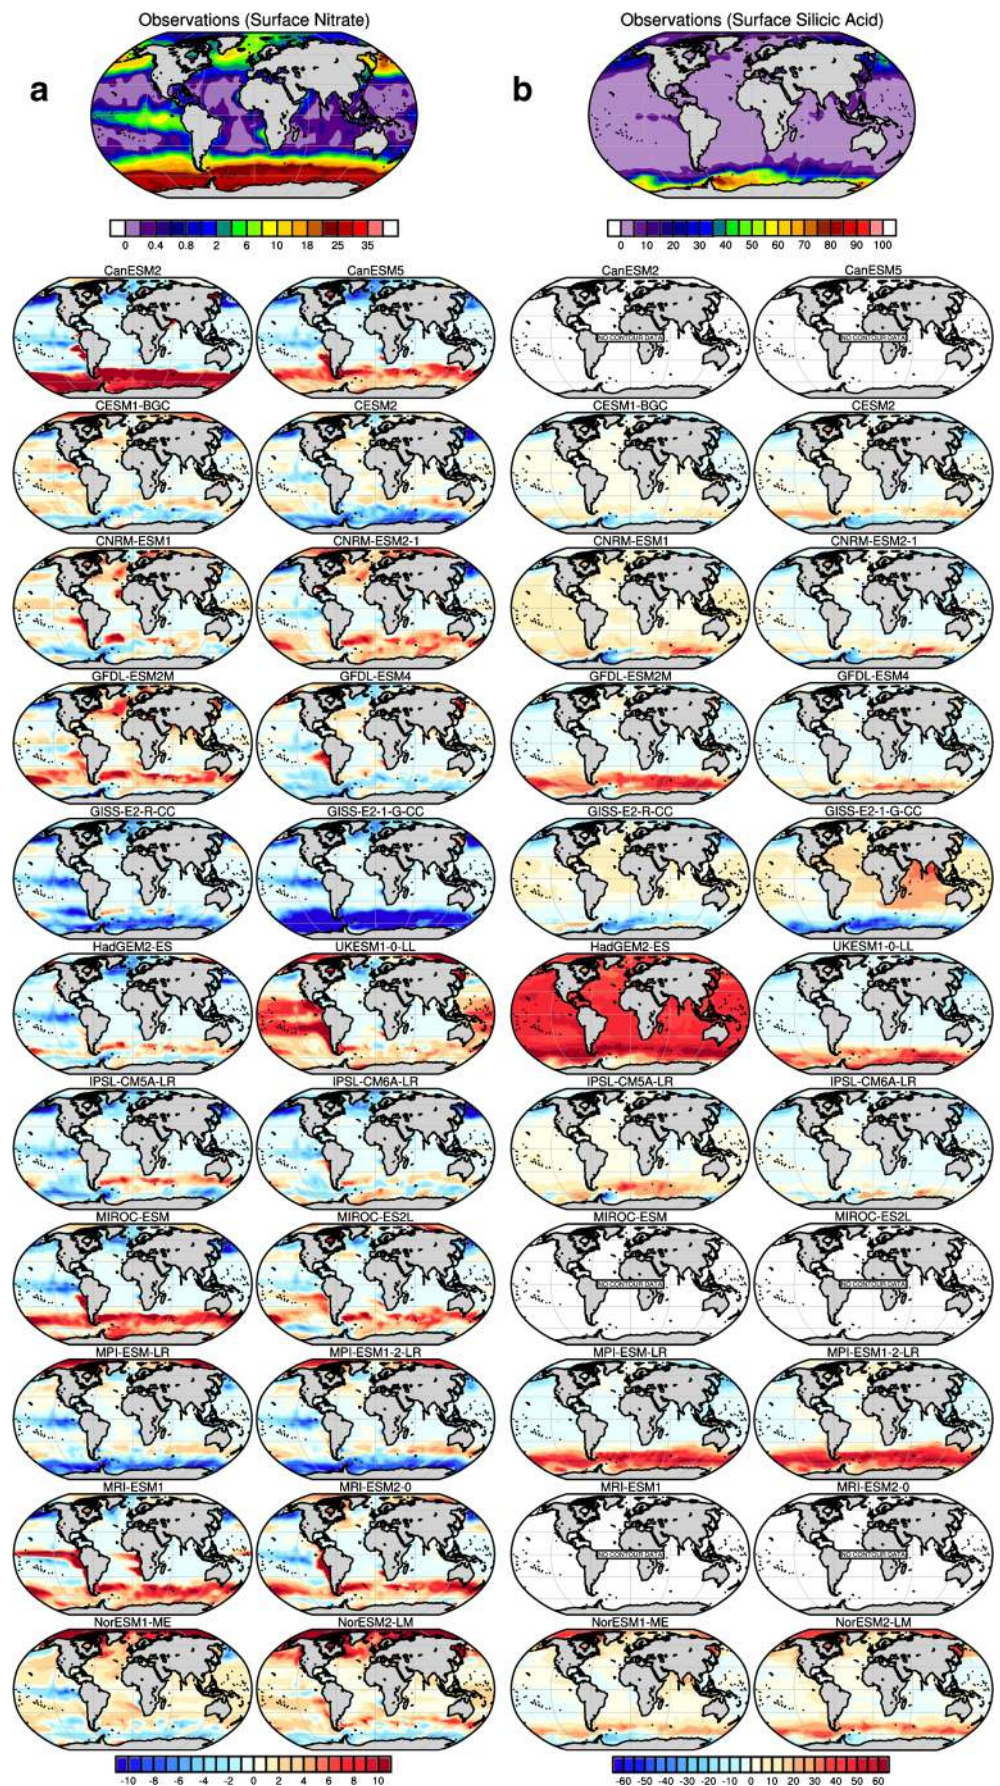 Observations (Surface Nitrate)
Observations (Surface Silicic Acid)
a
b
0 0.4 0.8 2 6 10 18 25 35
0 10 20 30 40 50 60 70 80 90 100
CanESM2 CanESM5 CanESM2 CanESM5
NO CONTOUR DATA NO CONTOUR DATA
CESM1-BGC CESM2 CESM1-BGC CESM2
CNRM-ESM1 CNRM-ESM2-1 CNRM-ESM1 CNRM-ESM2-1
GFDL-ESM2M GFDL-ESM4 GFDL-ESM2M GFDL-ESM4
GISS-E2-R-CC GISS-E2-1-G-CC GISS-E2-R-CC GISS-E2-1-G-CC
HadGEM2-ES UKESM1-0-LL HadGEM2-ES UKESM1-0-LL
IPSL-CM5A-LR IPSL-CM6A-LR IPSL-CM5A-LR IPSL-CM6A-LR
MIROC-ESM MIROC-ES2L MIROC-ESM MIROC-ES2L
NO CONTOUR DATA NO CONTOUR DATA
MPI-ESM-LR MPI-ESM1-2-LR MPI-ESM-LR MPI-ESM1-2-LR
MRI-ESM1 MRI-ESM2-0 MRI-ESM1 MRI-ESM2-0
NO CONTOUR DATA NO CONTOUR DATA
NorESM1-ME NorESM2-LM NorESM1-ME NorESM2-LM
-10 -8 -6 -4 -2 0 2 4 6 8 10
-60 -50 -40 -30 -20 -10 0 10 20 30 40 50 60